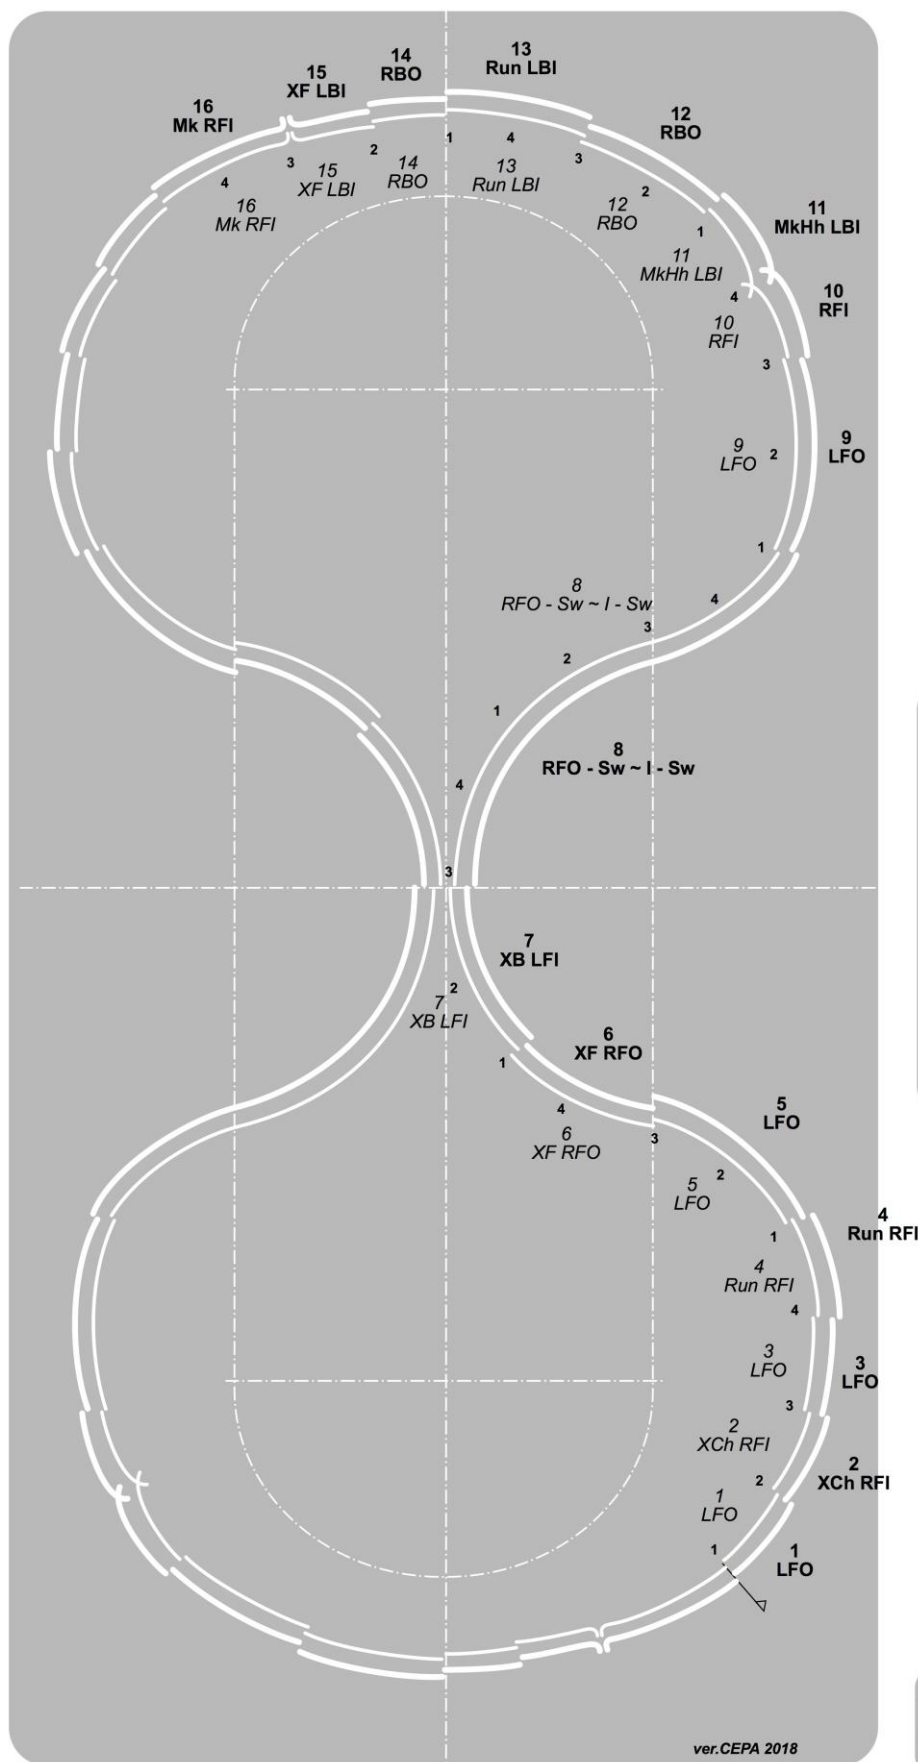 13
Run LBI
14
RBO
15
XF LBI
16
Mk RFI
12
RBO
11
MkHh LBI
10
RFI
9
LFO
4
3
16
Mk RFI
15
XF LBI
2
14
RBO
1
4
13
Run LBI
3
2
12
RBO
1
11
MkHh LBI
4
10
RFI
3
9
LFO
2
1
4
8
RFO - Sw ~ I - Sw
3
2
1
8
RFO - Sw ~ I - Sw
4
3
7
XB LFI
2
7
XB LFI
6
XF RFO
1
4
6
XF RFO
5
LFO
3
2
5
LFO
4
Run RFI
1
4
Run RFI
4
3
LFO
3
LFO
3
2
XCh RFI
2
XCh RFI
2
1
LFO
1
1
LFO
ver.CEPA 2018